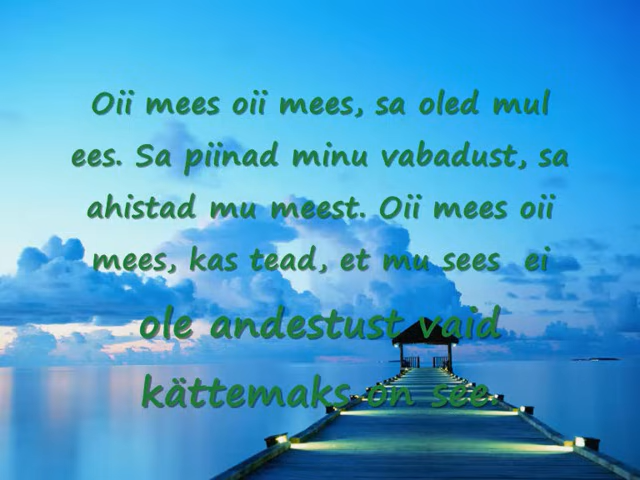 Oii mees oii mees, sa oled mul
ees. Sa piinad minu vabadust, sa
ahistad mu meest. Oii mees oii
mees, kas tead, et mu sees ei
ole andestust vaid
kättemaks on see.